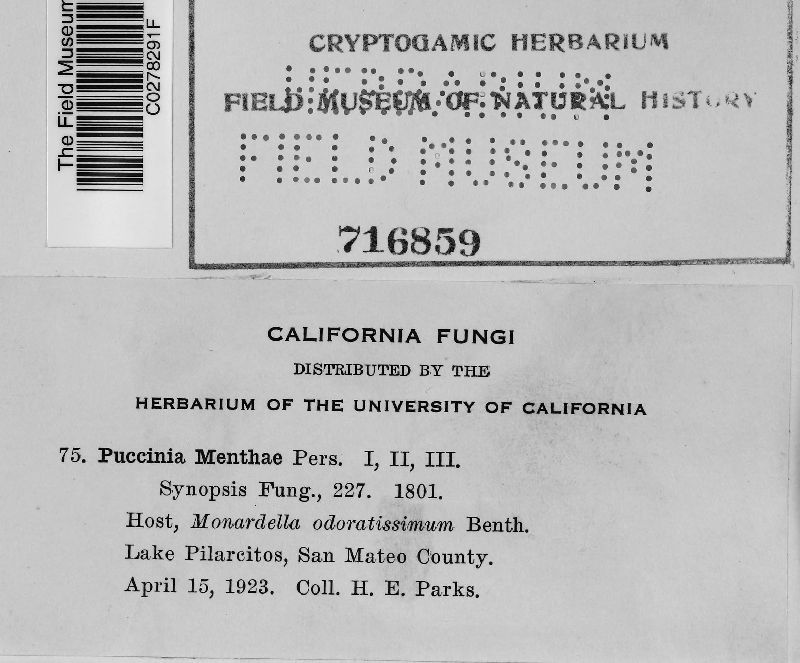 The Field Museum
C0278291F
CRYPTOGAMIC HERBARIUM
HERBARIUM
FIELD MUSEUM OF NATURAL HISTORY
FIELD MUSEUM
716859
CALIFORNIA FUNGI
DISTRIBUTED BY THE
HERBARIUM OF THE UNIVERSITY OF CALIFORNIA
75. Puccinia Menthae Pers. I, II, III.
Synopsis Fung., 227. 1801.
Host, Monardella odoratissimum Benth.
Lake Pilarcitos, San Mateo County.
April 15, 1923. Coll. H. E. Parks.